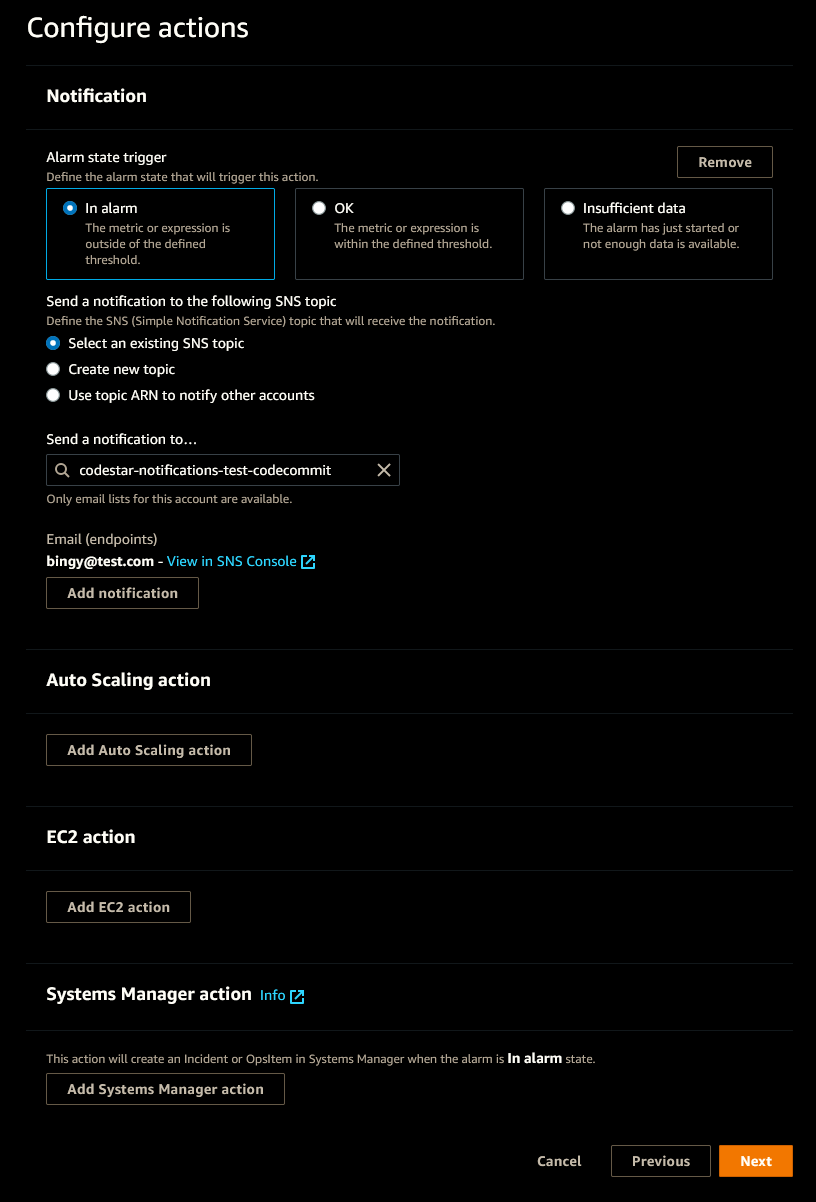 Configure actions
Notification
Alarm state trigger
Define the alarm state that will trigger this action.
Remove
In alarm
The metric or expression is
outside of the defined
threshold.
OK
The metric or expression is
within the defined threshold.
Insufficient data
The alarm has just started or
not enough data is available.
Send a notification to the following SNS topic
Define the SNS (Simple Notification Service) topic that will receive the notification.
Select an existing SNS topic
Create new topic
Use topic ARN to notify other accounts
Send a notification to…
codestar-notifications-test-codecommit
Only email lists for this account are available.
Email (endpoints)
bingy@test.com - View in SNS Console
Add notification
Auto Scaling action
Add Auto Scaling action
EC2 action
Add EC2 action
Systems Manager action Info
This action will create an Incident or OpsItem in Systems Manager when the alarm is In alarm state.
Add Systems Manager action
Cancel Previous Next